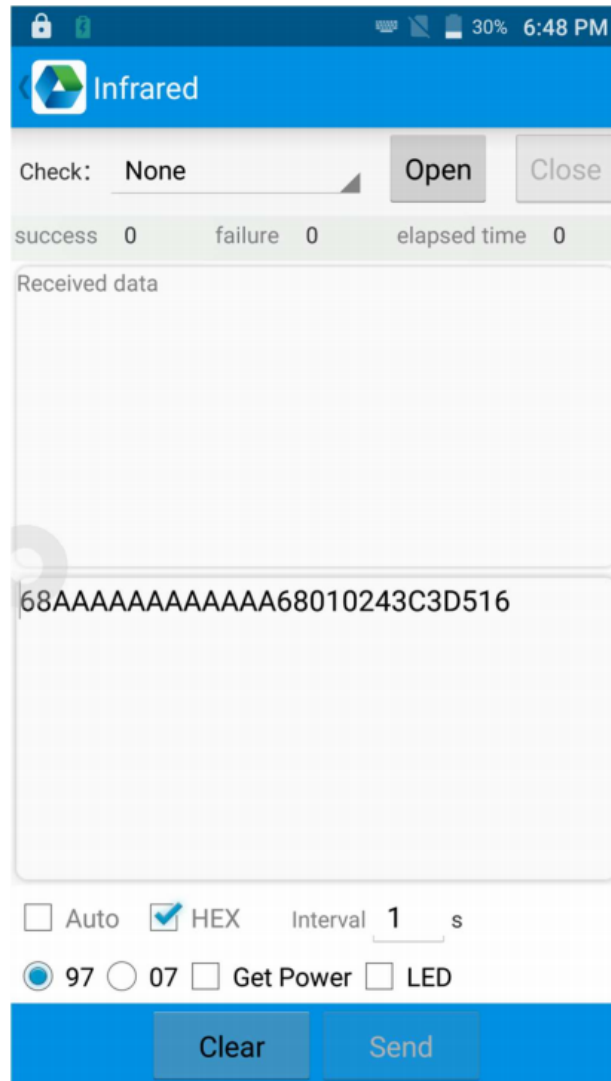 30% 6:48 PM
Infrared
Check: None Open Close
success 0 failure 0 elapsed time 0
Received data
68AAAAAAAAAAAA68010243C3D516
Auto HEX Interval 1 s
97 07 Get Power LED
Clear Send